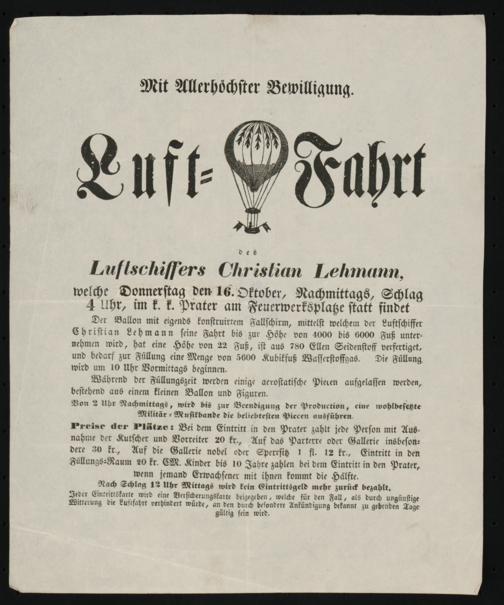 Mit Allerhöchster Bewilligung.
Luft-Fahrt
des
Luftschiffers Christian Lehmann,
welche Donnerstag den 16. Oktober, Nachmittags, Schlag
4 Uhr, im k. k. Prater am Feuerwerksplatze statt findet
Der Ballon mit eigends konstruirtem Fallschirm, mittelst welchem der Luftschiffer
Christian Lehmann seine Fahrt bis zur Höhe von 4000 bis 6000 Fuß unter-
nehmen wird, hat eine Höhe von 22 Fuß, ist aus 780 Ellen Seidenstoff verfertiget,
und bedarf zur Füllung eine Menge von 5600 Kubikfuß Wasserstoffgas. Die Füllung
wird um 10 Uhr Vormittags beginnen.
Während der Füllungszeit werden einige aerostatische Piecen aufgelassen werden,
bestehend aus einem kleinen Ballon und Figuren.
Von 2 Uhr Nachmittags, wird bis zur Beendigung der Production, eine wohlbesetzte
Militär-Musikbande die beliebtesten Piecen ausführen.
Preise der Plätze: Bei dem Eintritt in den Prater zahlt jede Person mit Aus-
nahme der Kutscher und Vorreiter 20 kr., Auf das Parterre oder Gallerie insbeson-
dere 30 kr., Auf die Gallerie nobel oder Sperrsitz 1 fl. 12 kr., Eintritt in den
Füllungs-Raum 20 kr. CM. Kinder bis 10 Jahre zahlen bei dem Eintritt in den Prater,
wenn jemand Erwachsener mit ihnen kommt die Hälfte.
Nach Schlag 12 Uhr Mittags wird kein Eintrittsgeld mehr zurück bezahlt.
Jeder Eintrittskarte wird eine Versicherungskarte beigegeben, welche für den Fall, als durch ungünstige
Witterung die Luftfahrt verhindert würde, an den durch besondere Ankündigung bekannt zu gebenden Tage
gültig sein wird.